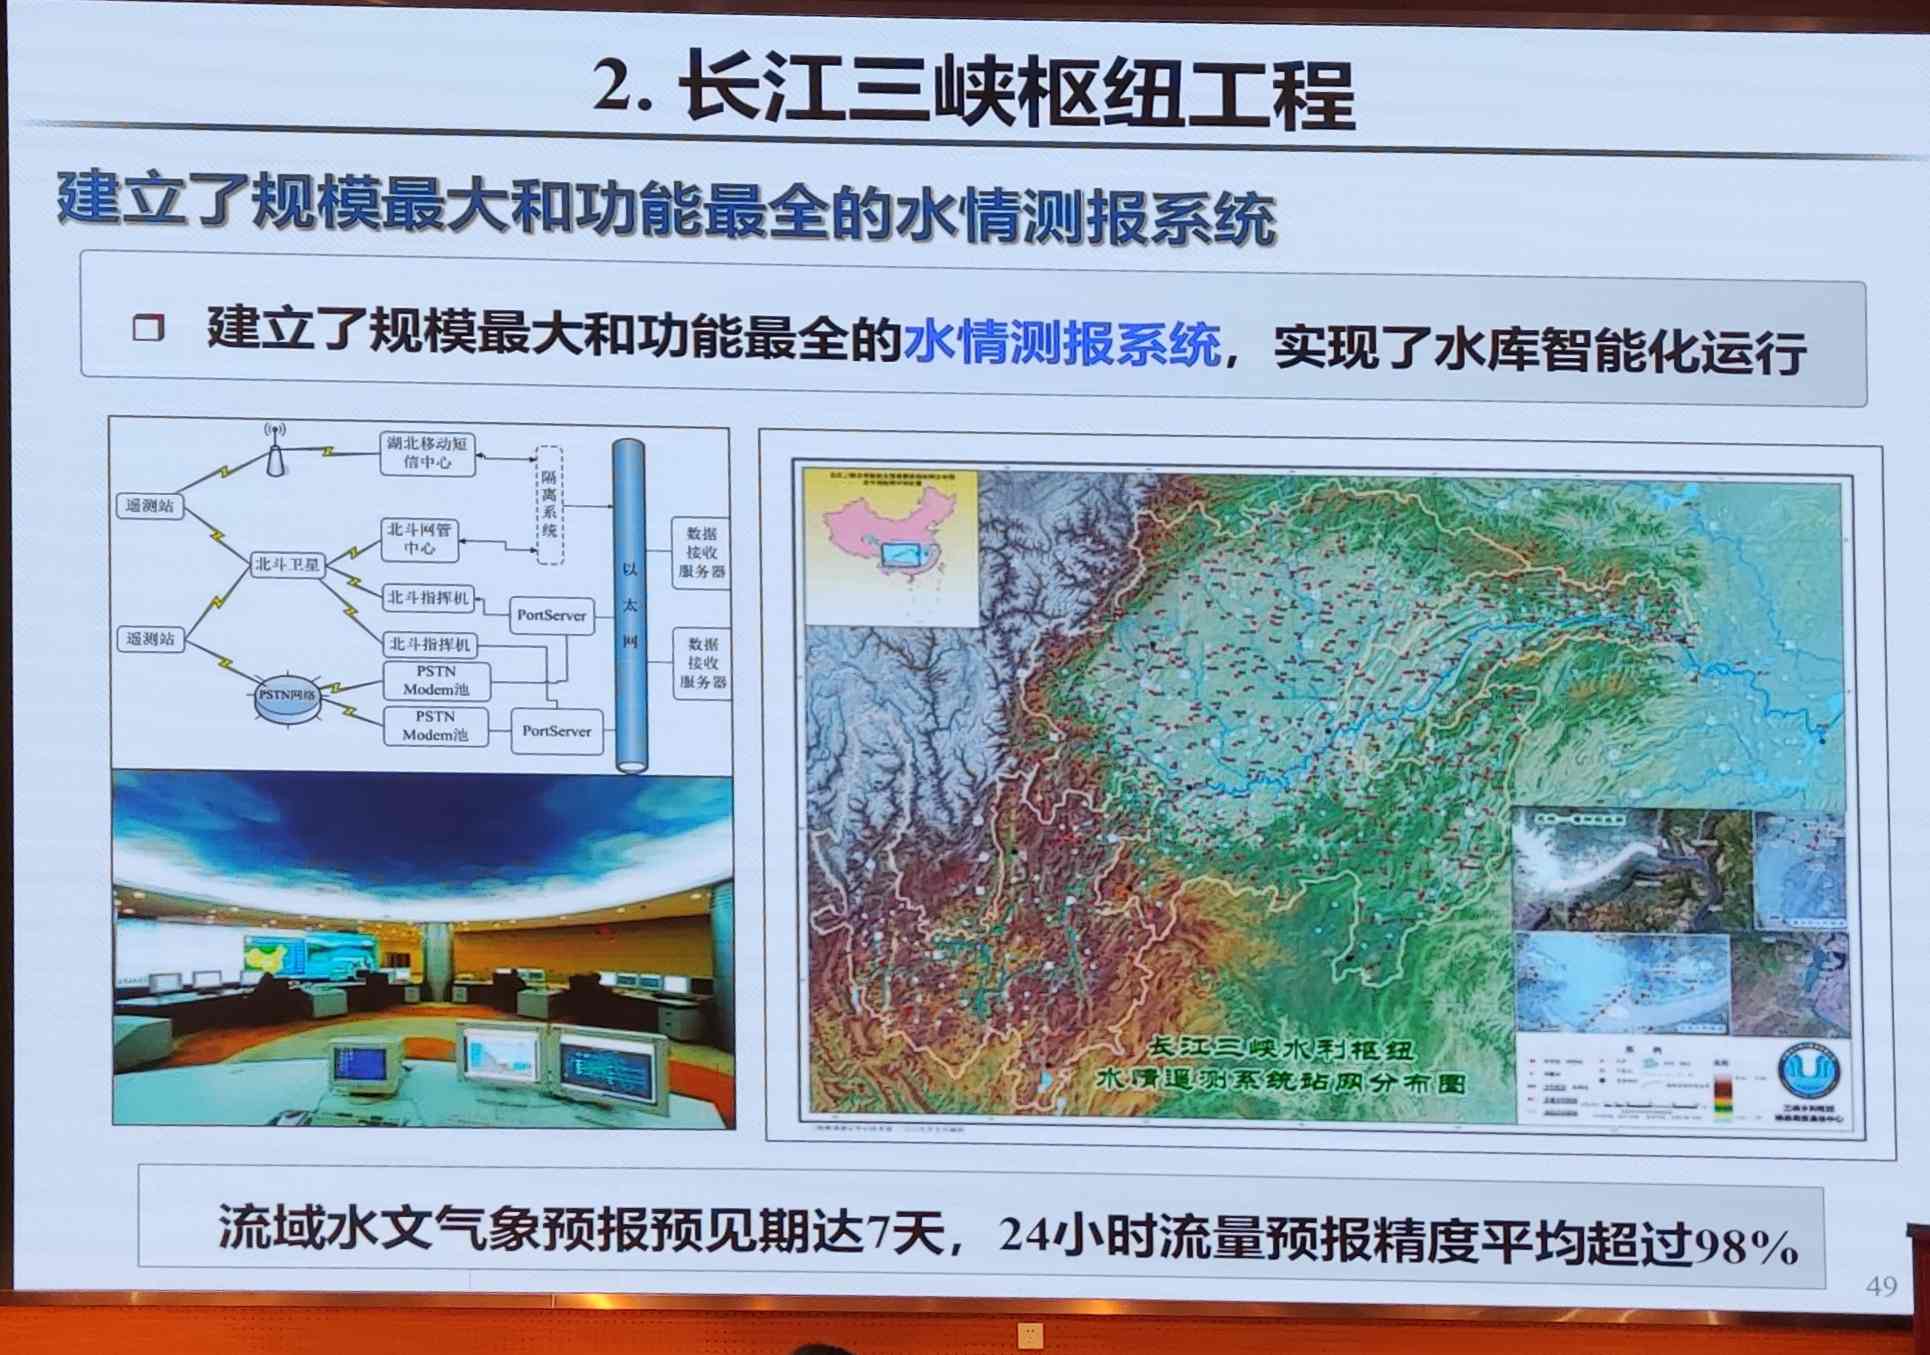 2. 长江三峡枢纽工程
建立了规模最大和功能最全的水情测报系统
建立了规模最大和功能最全的水情测报系统，实现了水库智能化运行
湖北移动短
信中心
遥测站
隔离系统
北斗网管
中心
北斗卫星
以太网
数据
接收
服务器
北斗指挥机
PortServer
遥测站
北斗指挥机
数据
接收
服务器
PSTN网络
PSTN
Modem池
PSTN
Modem池
PortServer
长江三峡水利枢纽
水情遥测系统站网分布图
流域水文气象预报预见期达7天，24小时流量预报精度平均超过98%
49